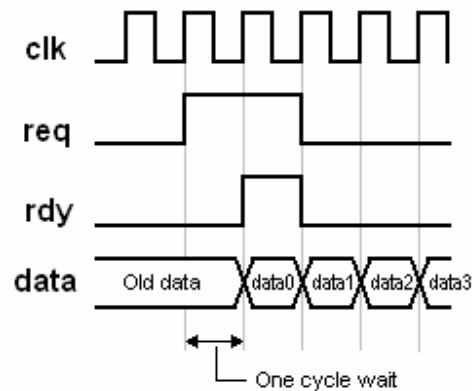 clk
req
rdy
data Old data data0 data1 data2 data3
One cycle wait